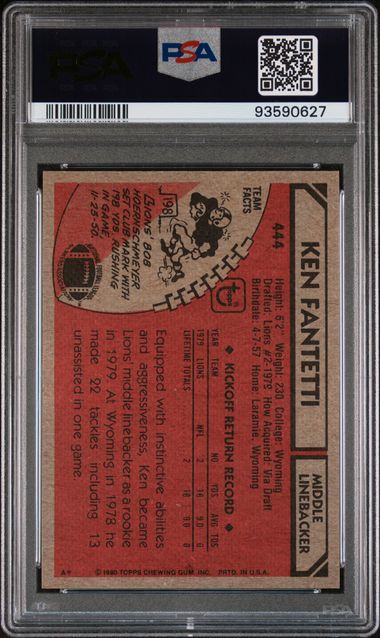 PSA
PSA
93590627
KEN FANTETTI
MIDDLE
LINEBACKER
444
Height: 6'2" Weight: 230 College: Wyoming
Drafted: Lions #2-1979 How Acquired: Via Draft
Birthdate: 4-7-57 Home: Laramie, Wyoming
TEAM
FACTS
198
LIONS' BOB
HOERNSCHMEYER
SET CLUB MARK WITH
198 YDS. RUSHING
IN GAME
11-23-50.
topps
◆ KICKOFF RETURN RECORD ◆
YEAR TEAM NO YDS AVG TDS
1979 LIONS NFL 2 18 9.0 0
LIFETIME TOTALS 2 18 9.0 0
Equipped with instinctive abilities
and aggressiveness, Ken became
Lions' middle linebacker as a rookie
in 1979. At Wyoming in 1978 he
made 22 tackles including 13
unassisted in one game.
© 1980 TOPPS CHEWING GUM, INC. PRTD. IN U.S.A.